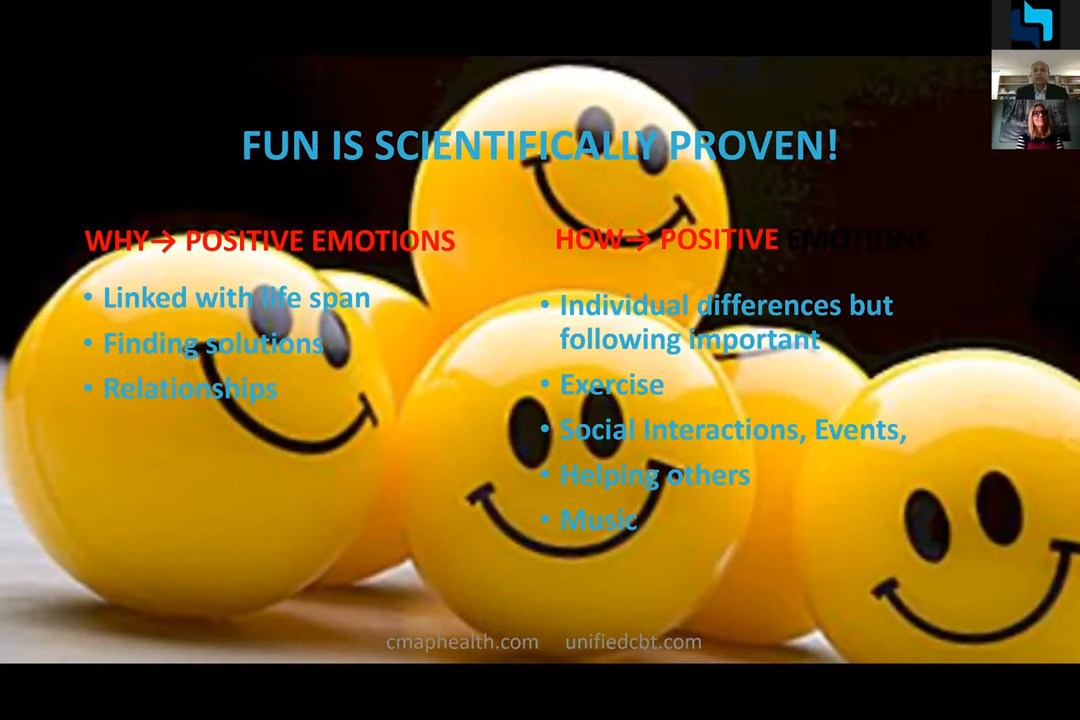 FUN IS SCIENTIFICALLY PROVEN!
WHY→ POSITIVE EMOTIONS
• Linked with life span
• Finding solutions
• Relationships
HOW→ POSITIVE EMOTIONS
• Individual differences but
following important
• Exercise
• Social Interactions, Events,
• Helping others
• Music
cmaphealth.com unifiedcbt.com